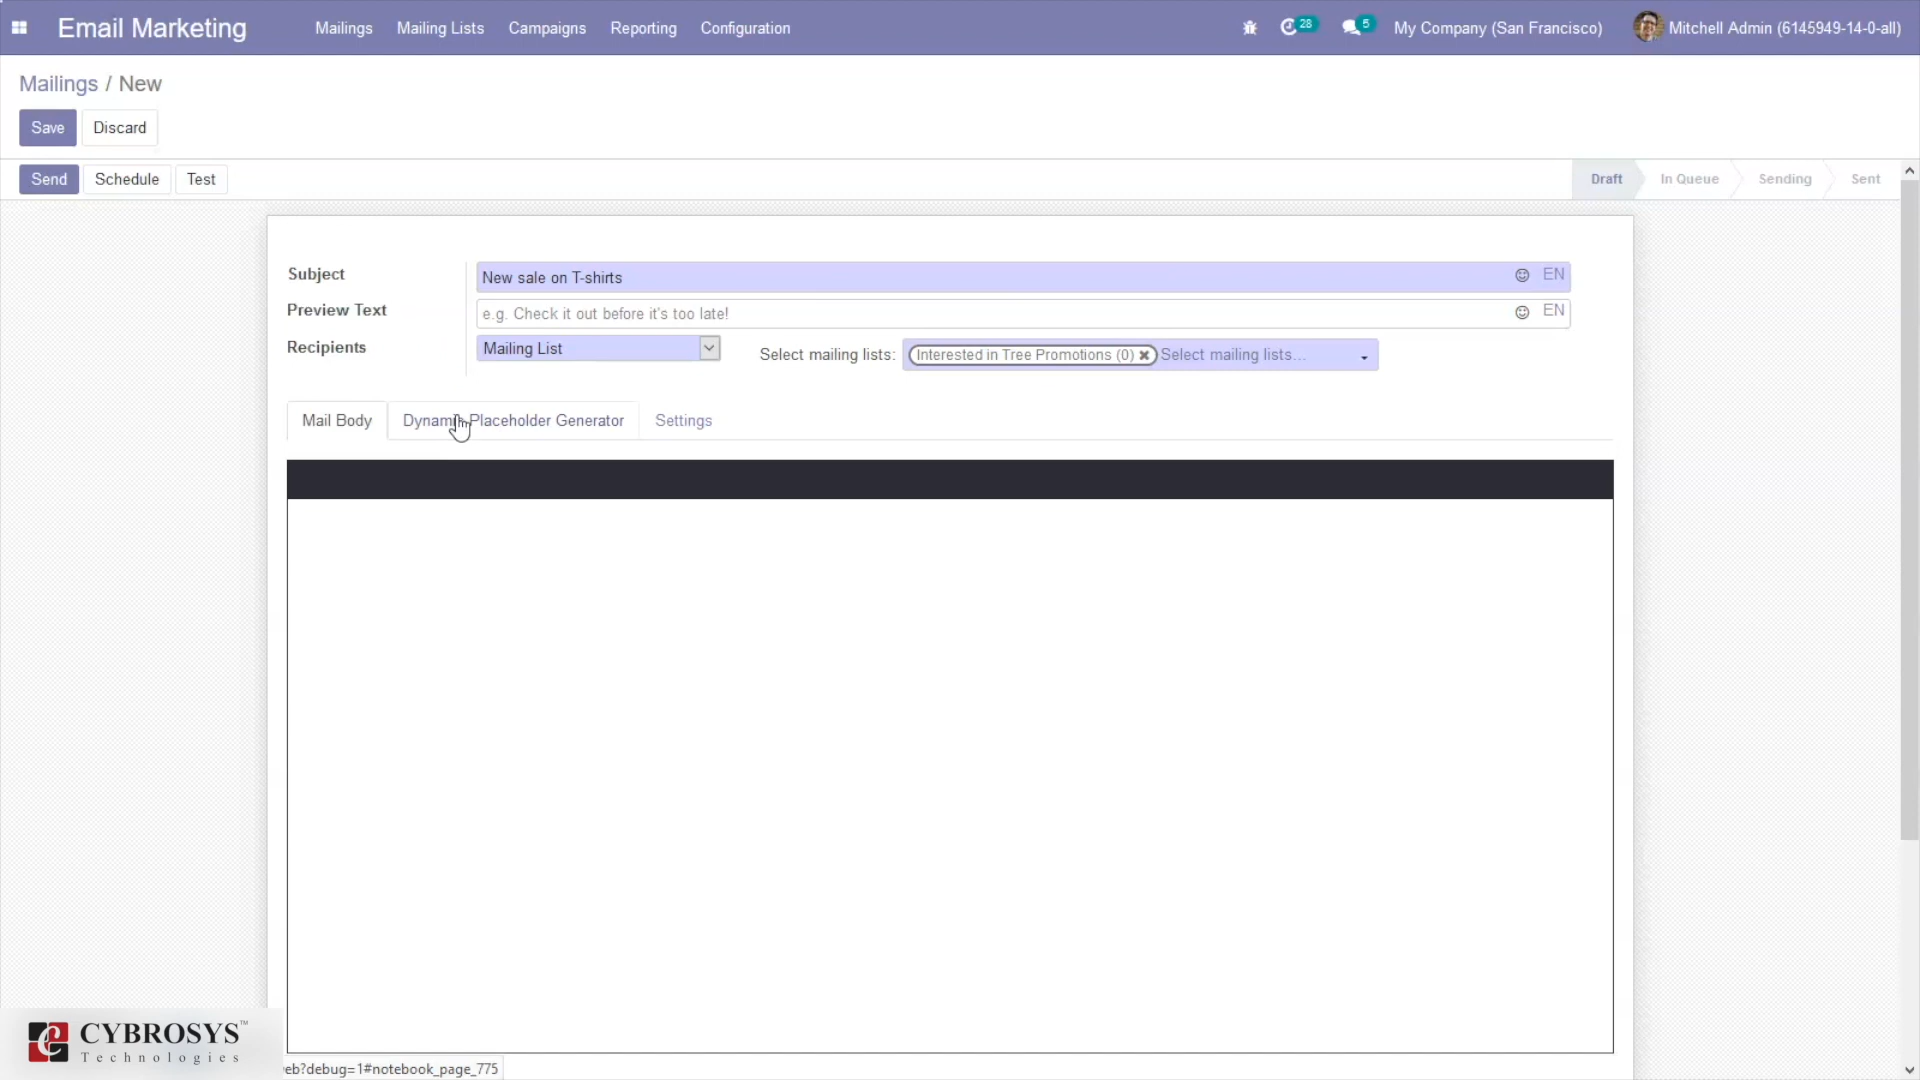 Email Marketing Mailings Mailing Lists Campaigns Reporting Configuration 28 5 My Company (San Francisco) Mitchell Admin (6145949-14-0-all)
Mailings / New
Save Discard
Send Schedule Test Draft In Queue Sending Sent
Subject New sale on T-shirts EN
Preview Text e.g. Check it out before it's too late! EN
Recipients Mailing List Select mailing lists: Interested in Tree Promotions (0) Select mailing lists...
Mail Body Dynamic Placeholder Generator Settings
CYBROSYS™
Technologies
eb?debug=1#notebook_page_775